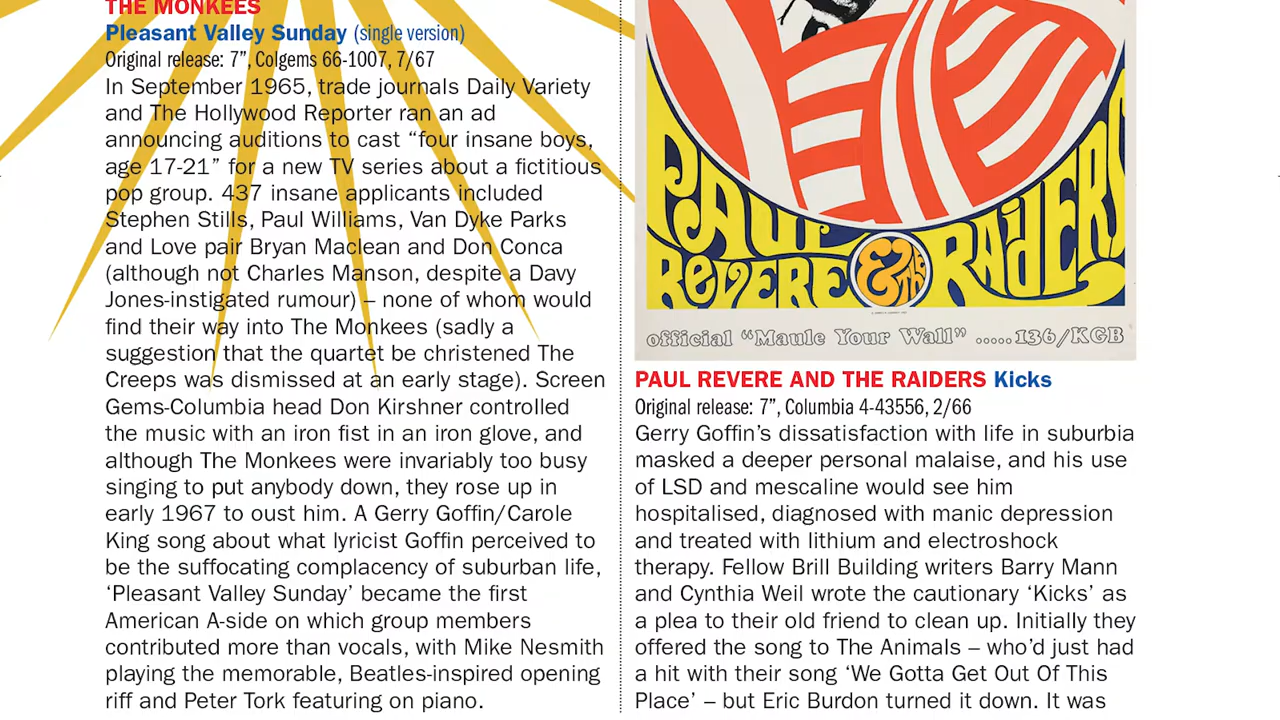 THE MONKEES
Pleasant Valley Sunday (single version)
Original release: 7”, Colgems 66-1007, 7/67
In September 1965, trade journals Daily Variety
and The Hollywood Reporter ran an ad
announcing auditions to cast “four insane boys,
age 17-21” for a new TV series about a fictitious
pop group. 437 insane applicants included
Stephen Stills, Paul Williams, Van Dyke Parks
and Love pair Bryan Maclean and Don Conca
(although not Charles Manson, despite a Davy
Jones-instigated rumour) – none of whom would
find their way into The Monkees (sadly a
suggestion that the quartet be christened The
Creeps was dismissed at an early stage). Screen
Gems-Columbia head Don Kirshner controlled
the music with an iron fist in an iron glove, and
although The Monkees were invariably too busy
singing to put anybody down, they rose up in
early 1967 to oust him. A Gerry Goffin/Carole
King song about what lyricist Goffin perceived to
be the suffocating complacency of suburban life,
‘Pleasant Valley Sunday’ became the first
American A-side on which group members
contributed more than vocals, with Mike Nesmith
playing the memorable, Beatles-inspired opening
riff and Peter Tork featuring on piano.
PAUL
REVERE & The RAIDERS
official “Maule Your Wall” .....136/KGB
PAUL REVERE AND THE RAIDERS Kicks
Original release: 7”, Columbia 4-43556, 2/66
Gerry Goffin’s dissatisfaction with life in suburbia
masked a deeper personal malaise, and his use
of LSD and mescaline would see him
hospitalised, diagnosed with manic depression
and treated with lithium and electroshock
therapy. Fellow Brill Building writers Barry Mann
and Cynthia Weil wrote the cautionary ‘Kicks’ as
a plea to their old friend to clean up. Initially they
offered the song to The Animals – who’d just had
a hit with their song ‘We Gotta Get Out Of This
Place’ – but Eric Burdon turned it down. It was